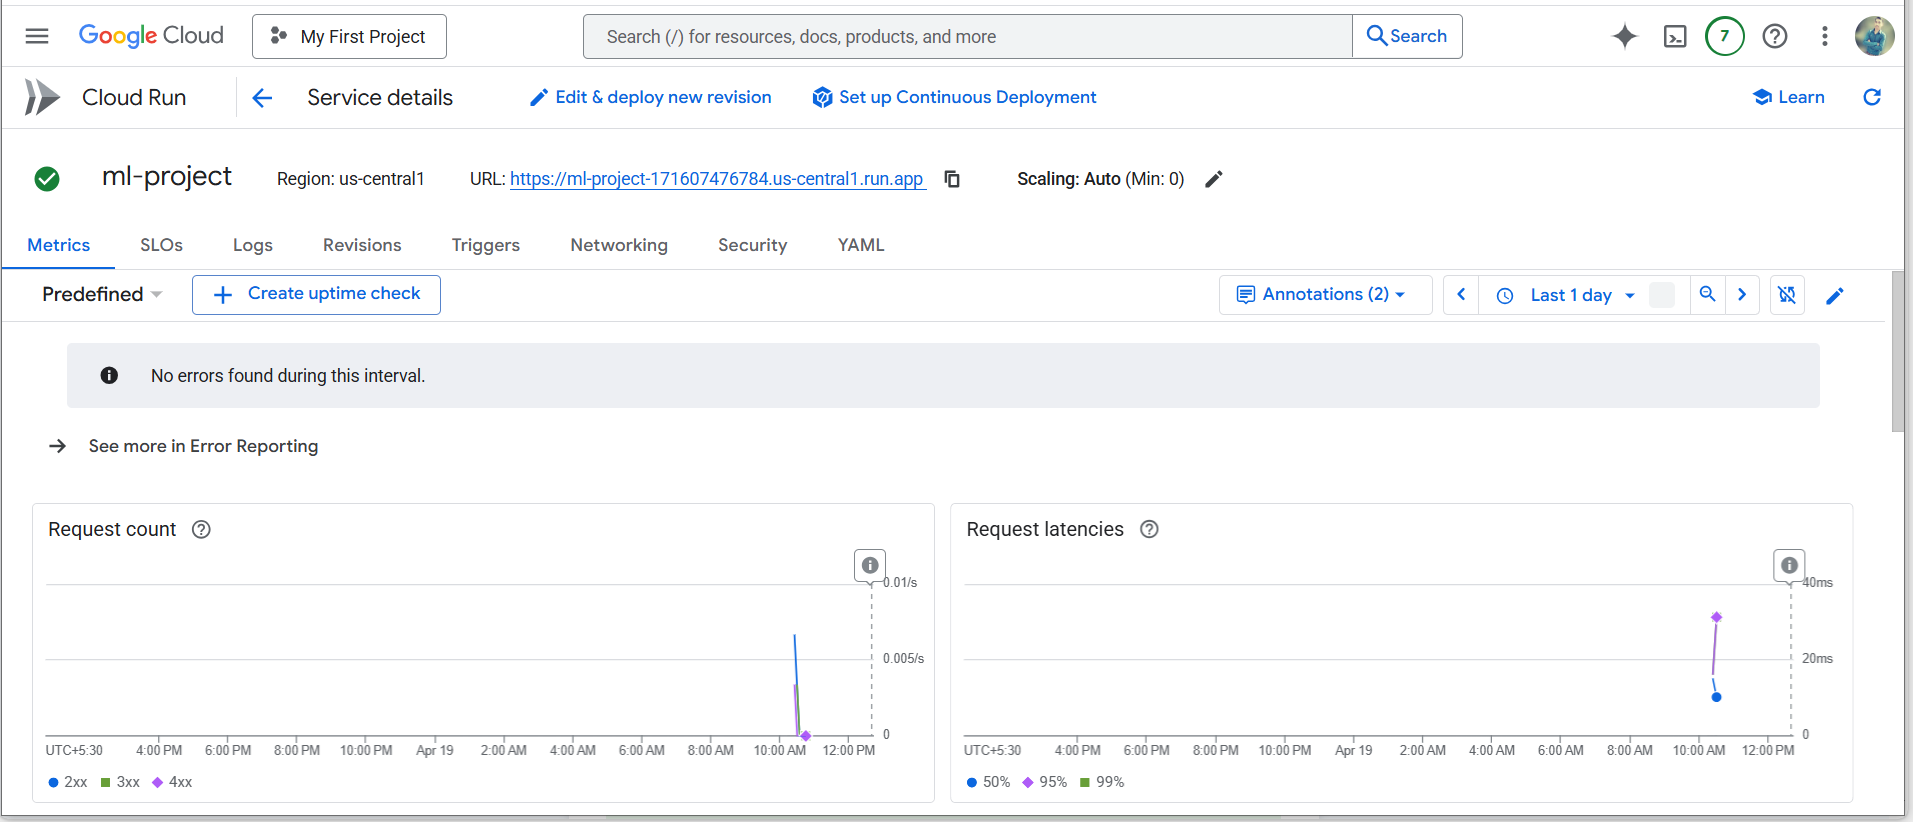 Google Cloud
My First Project
Search (/) for resources, docs, products, and more
Search
7
Cloud Run
Service details
Edit & deploy new revision
Set up Continuous Deployment
Learn
ml-project
Region: us-central1
URL: https://ml-project-171607476784.us-central1.run.app
Scaling: Auto (Min: 0)
Metrics
SLOs
Logs
Revisions
Triggers
Networking
Security
YAML
Predefined
Create uptime check
Annotations (2)
Last 1 day
No errors found during this interval.
See more in Error Reporting
Request count
0.01/s
0.005/s
0
UTC+5:30 4:00 PM 6:00 PM 8:00 PM 10:00 PM Apr 19 2:00 AM 4:00 AM 6:00 AM 8:00 AM 10:00 AM 12:00 PM
2xx 3xx 4xx
Request latencies
40ms
20ms
0
UTC+5:30 4:00 PM 6:00 PM 8:00 PM 10:00 PM Apr 19 2:00 AM 4:00 AM 6:00 AM 8:00 AM 10:00 AM 12:00 PM
50% 95% 99%